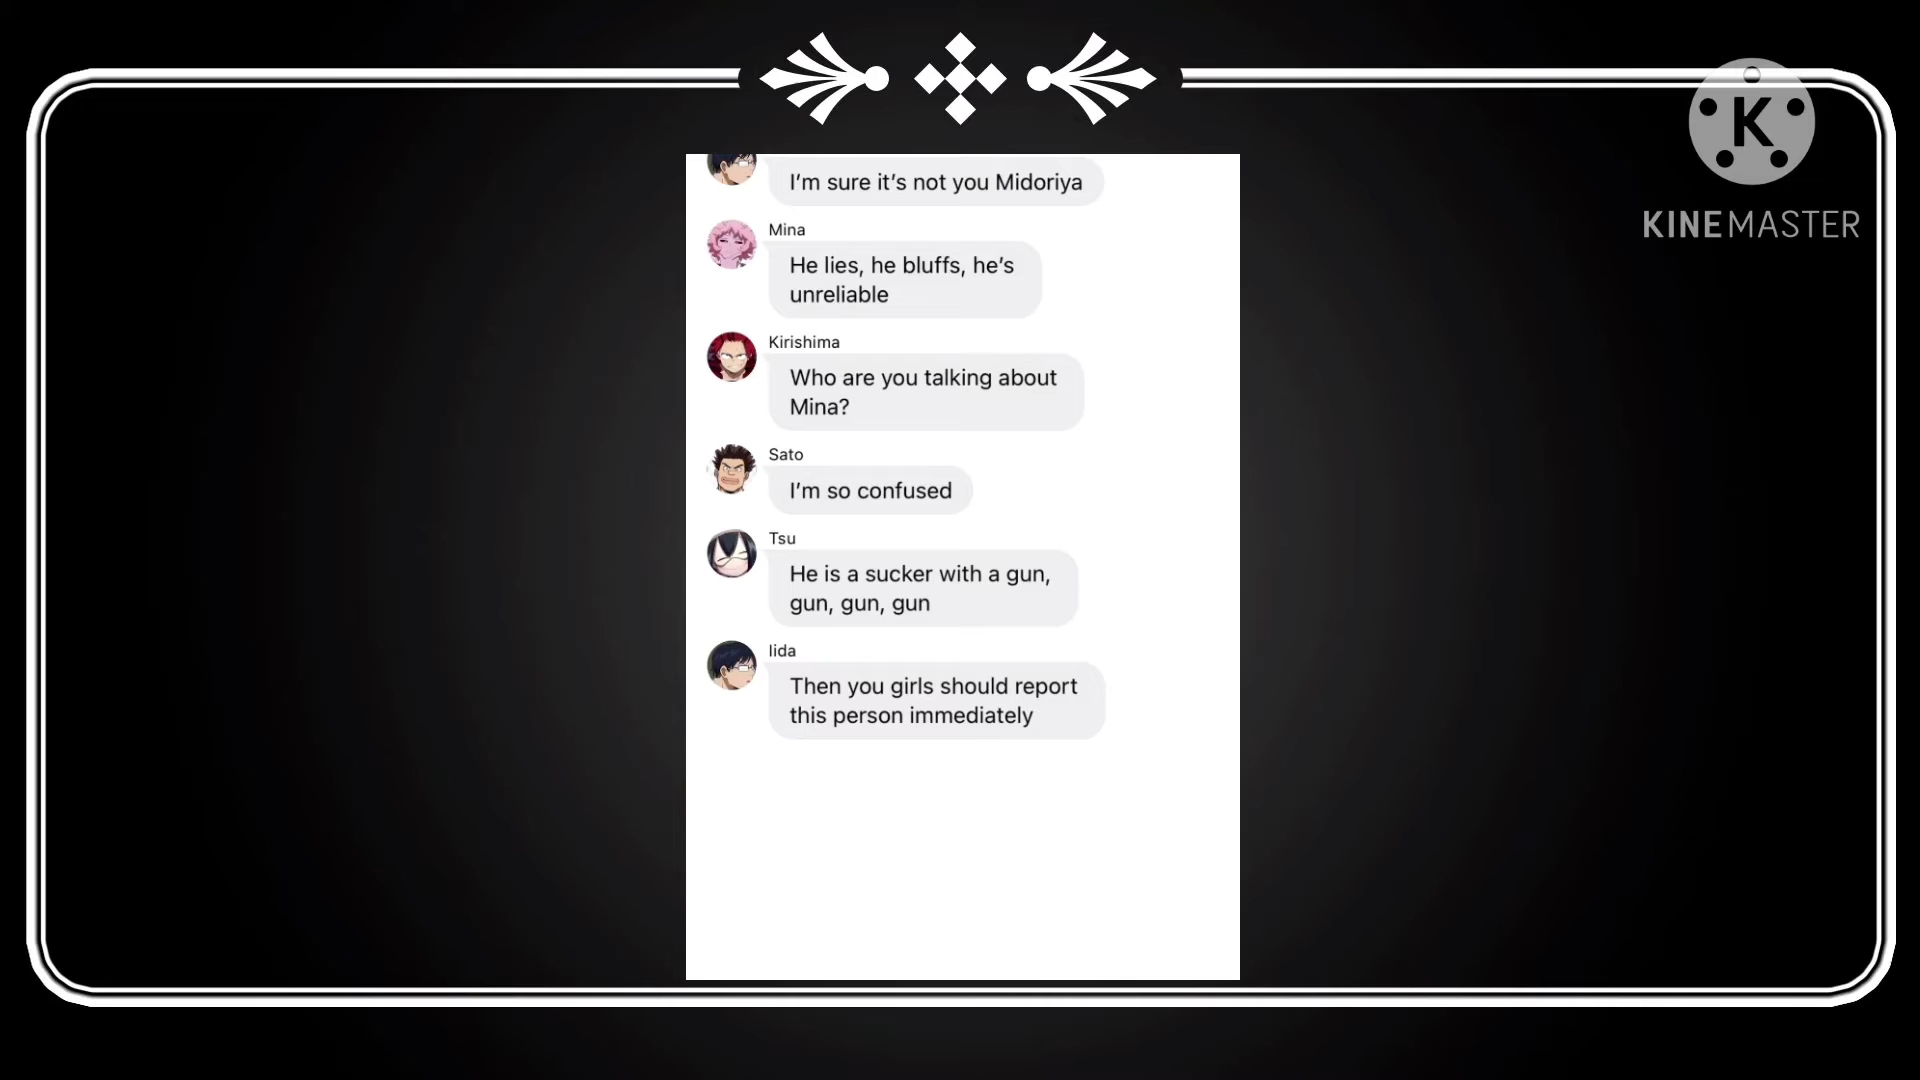 I’m sure it’s not you Midoriya
Mina
He lies, he bluffs, he’s
unreliable
Kirishima
Who are you talking about
Mina?
Sato
I’m so confused
Tsu
He is a sucker with a gun,
gun, gun, gun
Iida
Then you girls should report
this person immediately
K
KINEMASTER